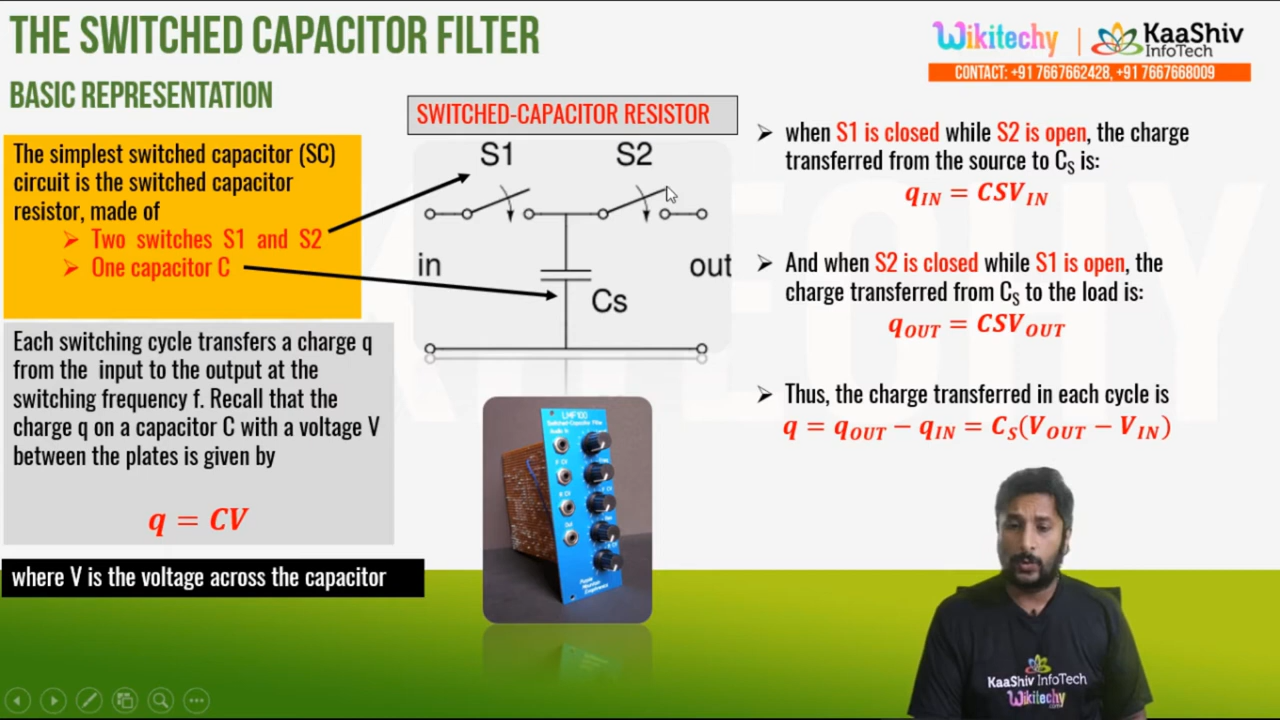 THE SWITCHED CAPACITOR FILTER
BASIC REPRESENTATION
Wikitechy
KaaShiv
InfoTech
CONTACT: +91 7667662428, +91 7667668009
The simplest switched capacitor (SC)
circuit is the switched capacitor
resistor, made of
➢ Two switches S1 and S2
➢ One capacitor C
Each switching cycle transfers a charge q
from the input to the output at the
switching frequency f. Recall that the
charge q on a capacitor C with a voltage V
between the plates is given by
q = CV
where V is the voltage across the capacitor
SWITCHED-CAPACITOR RESISTOR
S1 S2
in out
Cs
LMF100
Switched-Capacitor Filter
Audio In
Out
➢ when S1 is closed while S2 is open, the charge
transferred from the source to CS is:
qIN = CSVIN
➢ And when S2 is closed while S1 is open, the
charge transferred from CS to the load is:
qOUT = CSVOUT
➢ Thus, the charge transferred in each cycle is
q = qOUT − qIN = CS(VOUT − VIN)
KaaShiv InfoTech
Wikitechy